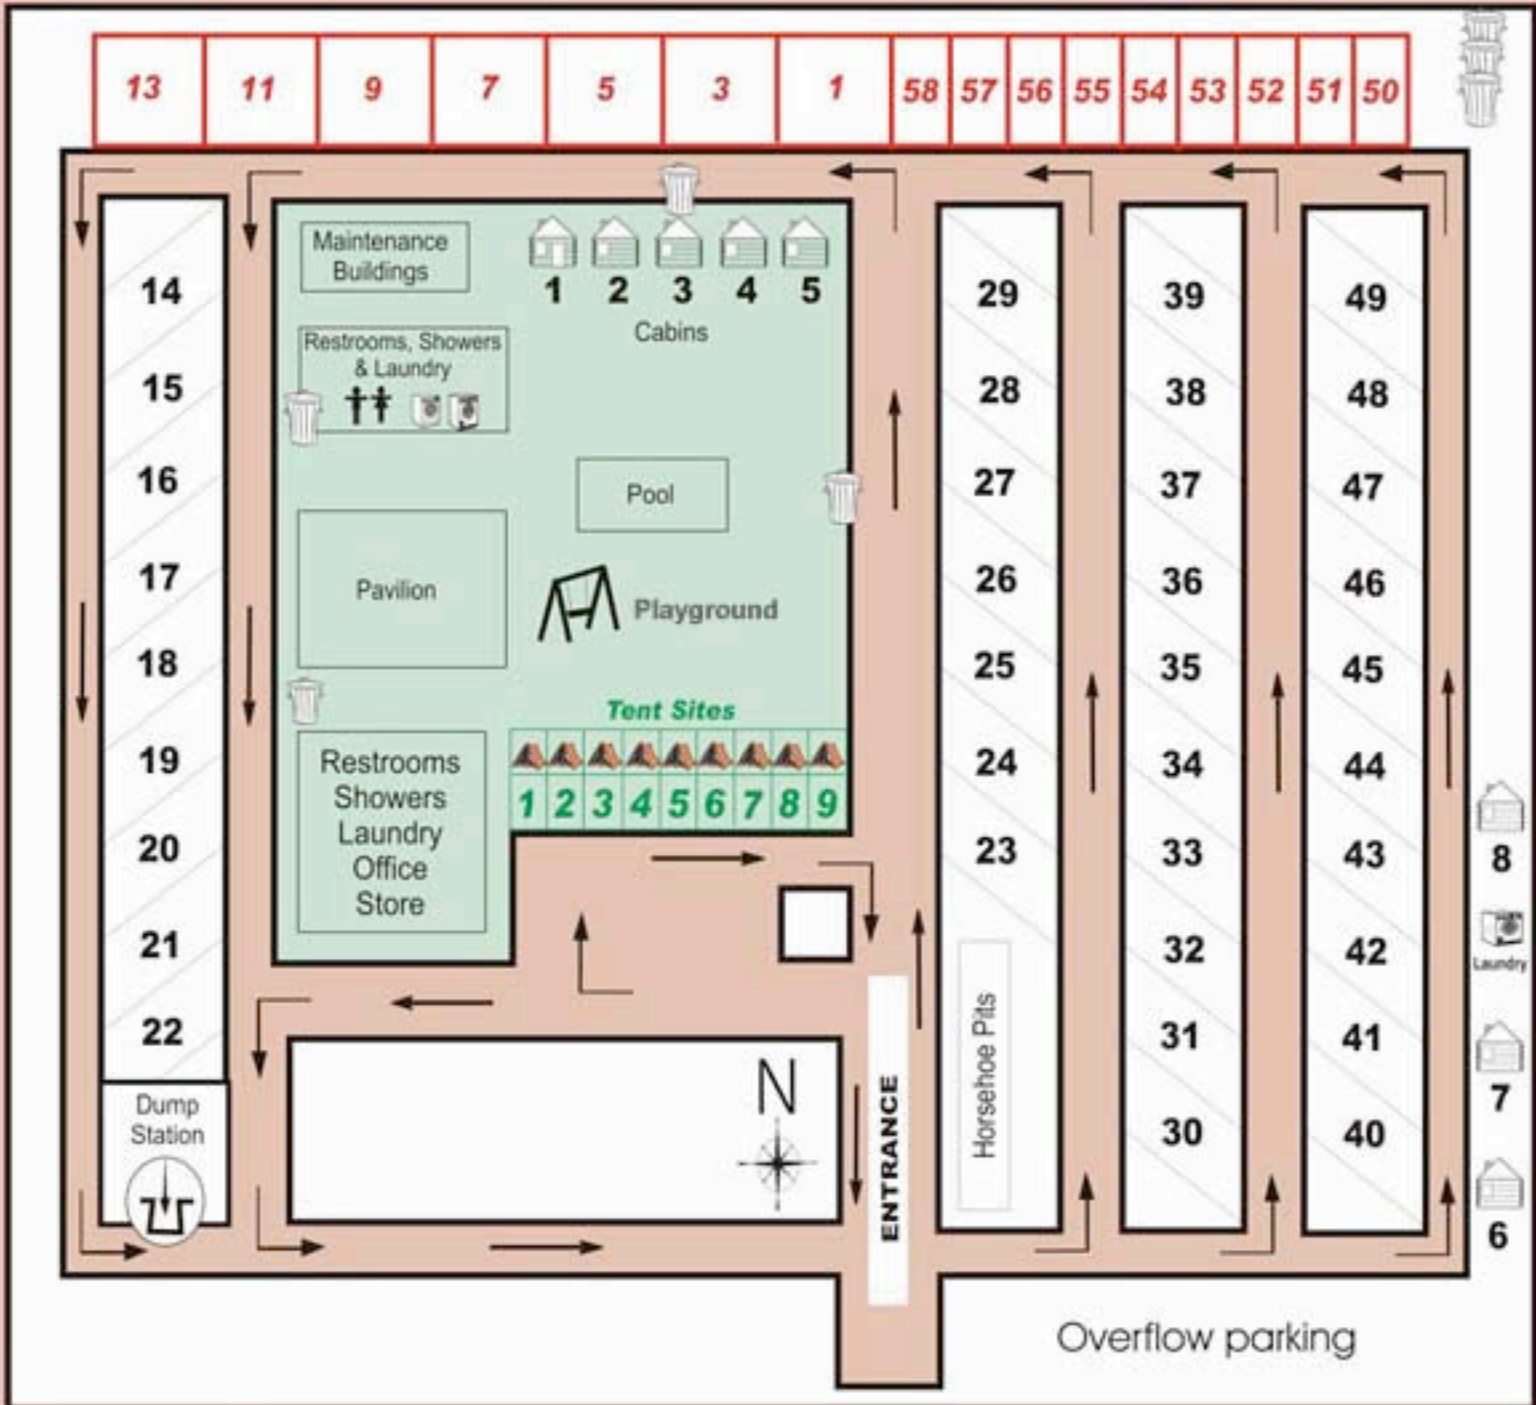 13 11 9 7 5 3 1 58 57 56 55 54 53 52 51 50
14
15
16
17
18
19
20
21
22
Dump
Station
Maintenance
Buildings
1 2 3 4 5
Cabins
Restrooms, Showers
& Laundry
Pool
Pavilion
Playground
Tent Sites
1 2 3 4 5 6 7 8 9
Restrooms
Showers
Laundry
Office
Store
N
ENTRANCE
29
28
27
26
25
24
23
Horsehoe Pits
39
38
37
36
35
34
33
32
31
30
49
48
47
46
45
44
43
42
41
40
8
Laundry
7
6
Overflow parking